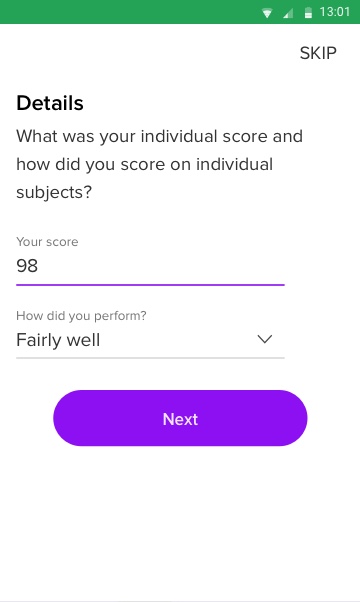 13:01
SKIP
Details
What was your individual score and
how did you score on individual
subjects?
Your score
98
How did you perform?
Fairly well
Next